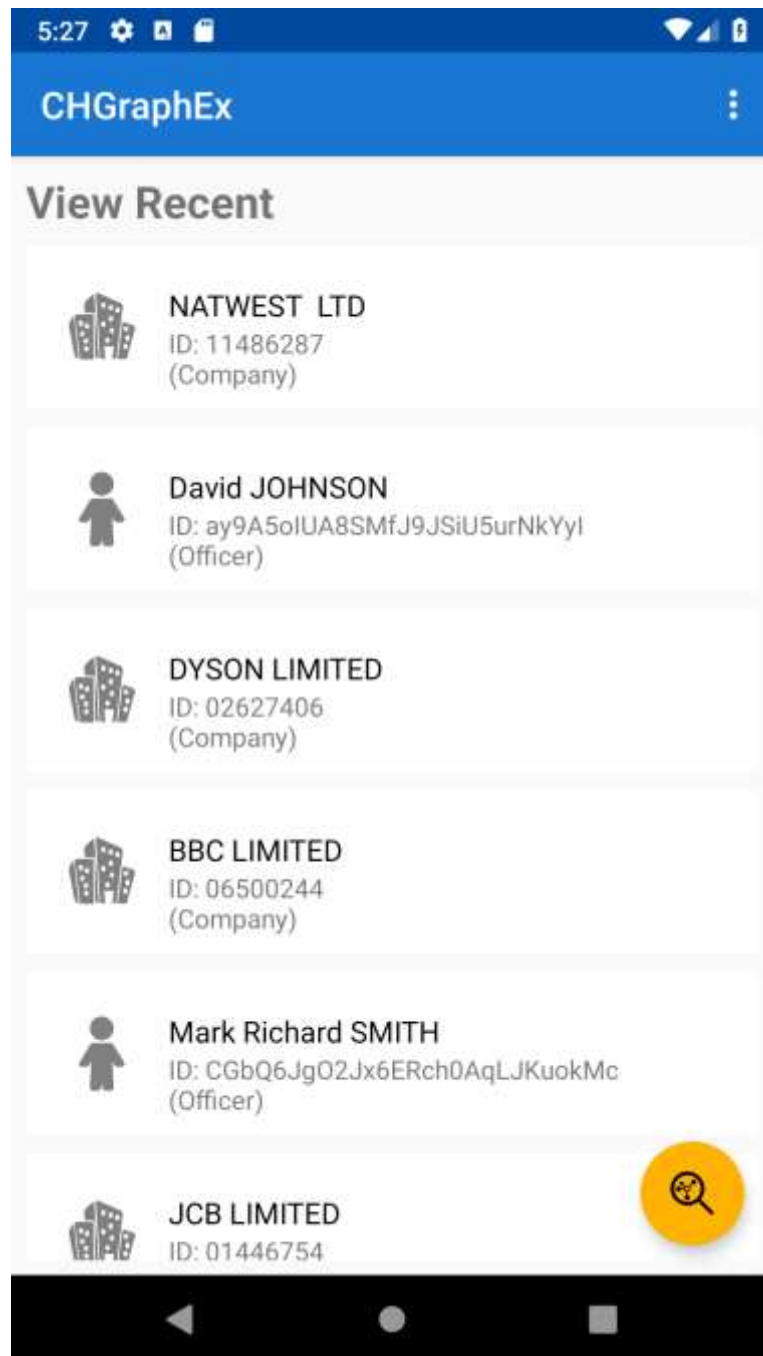 5:27
CHGraphEx
View Recent
NATWEST  LTD
ID: 11486287
(Company)
David JOHNSON
ID: ay9A5oIUA8SMfJ9JSiU5urNkYyI
(Officer)
DYSON LIMITED
ID: 02627406
(Company)
BBC LIMITED
ID: 06500244
(Company)
Mark Richard SMITH
ID: CGbQ6JgO2Jx6ERch0AqLJKuokMc
(Officer)
JCB LIMITED
ID: 01446754